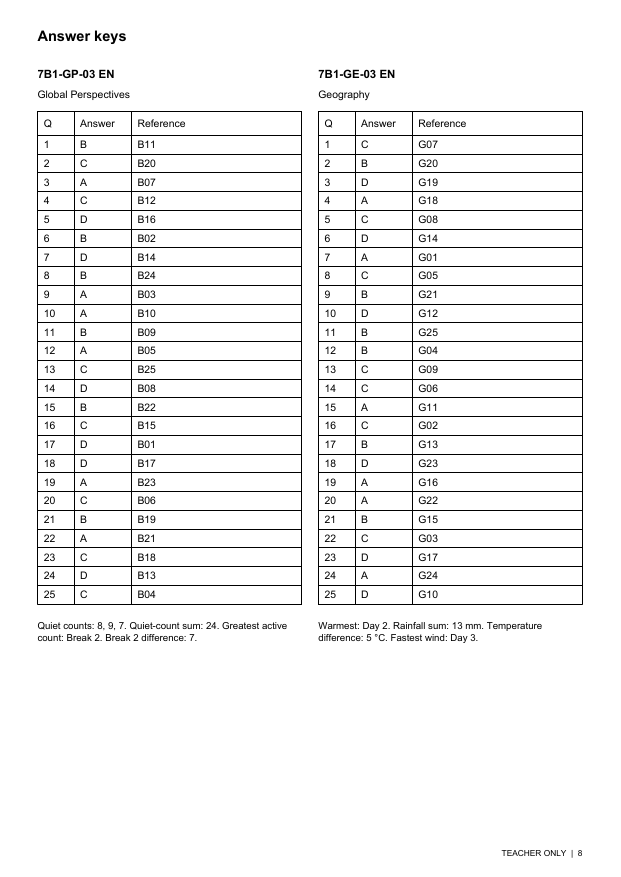 Answer keys
7B1-GP-03 EN
Global Perspectives
Q Answer Reference
1 B B11
2 C B20
3 A B07
4 C B12
5 D B16
6 B B02
7 D B14
8 B B24
9 A B03
10 A B10
11 B B09
12 A B05
13 C B25
14 D B08
15 B B22
16 C B15
17 D B01
18 D B17
19 A B23
20 C B06
21 B B19
22 A B21
23 C B18
24 D B13
25 C B04
Quiet counts: 8, 9, 7. Quiet-count sum: 24. Greatest active
count: Break 2. Break 2 difference: 7.
7B1-GE-03 EN
Geography
Q Answer Reference
1 C G07
2 B G20
3 D G19
4 A G18
5 C G08
6 D G14
7 A G01
8 C G05
9 B G21
10 D G12
11 B G25
12 B G04
13 C G09
14 C G06
15 A G11
16 C G02
17 B G13
18 D G23
19 A G16
20 A G22
21 B G15
22 C G03
23 D G17
24 A G24
25 D G10
Warmest: Day 2. Rainfall sum: 13 mm. Temperature
difference: 5 °C. Fastest wind: Day 3.
TEACHER ONLY | 8